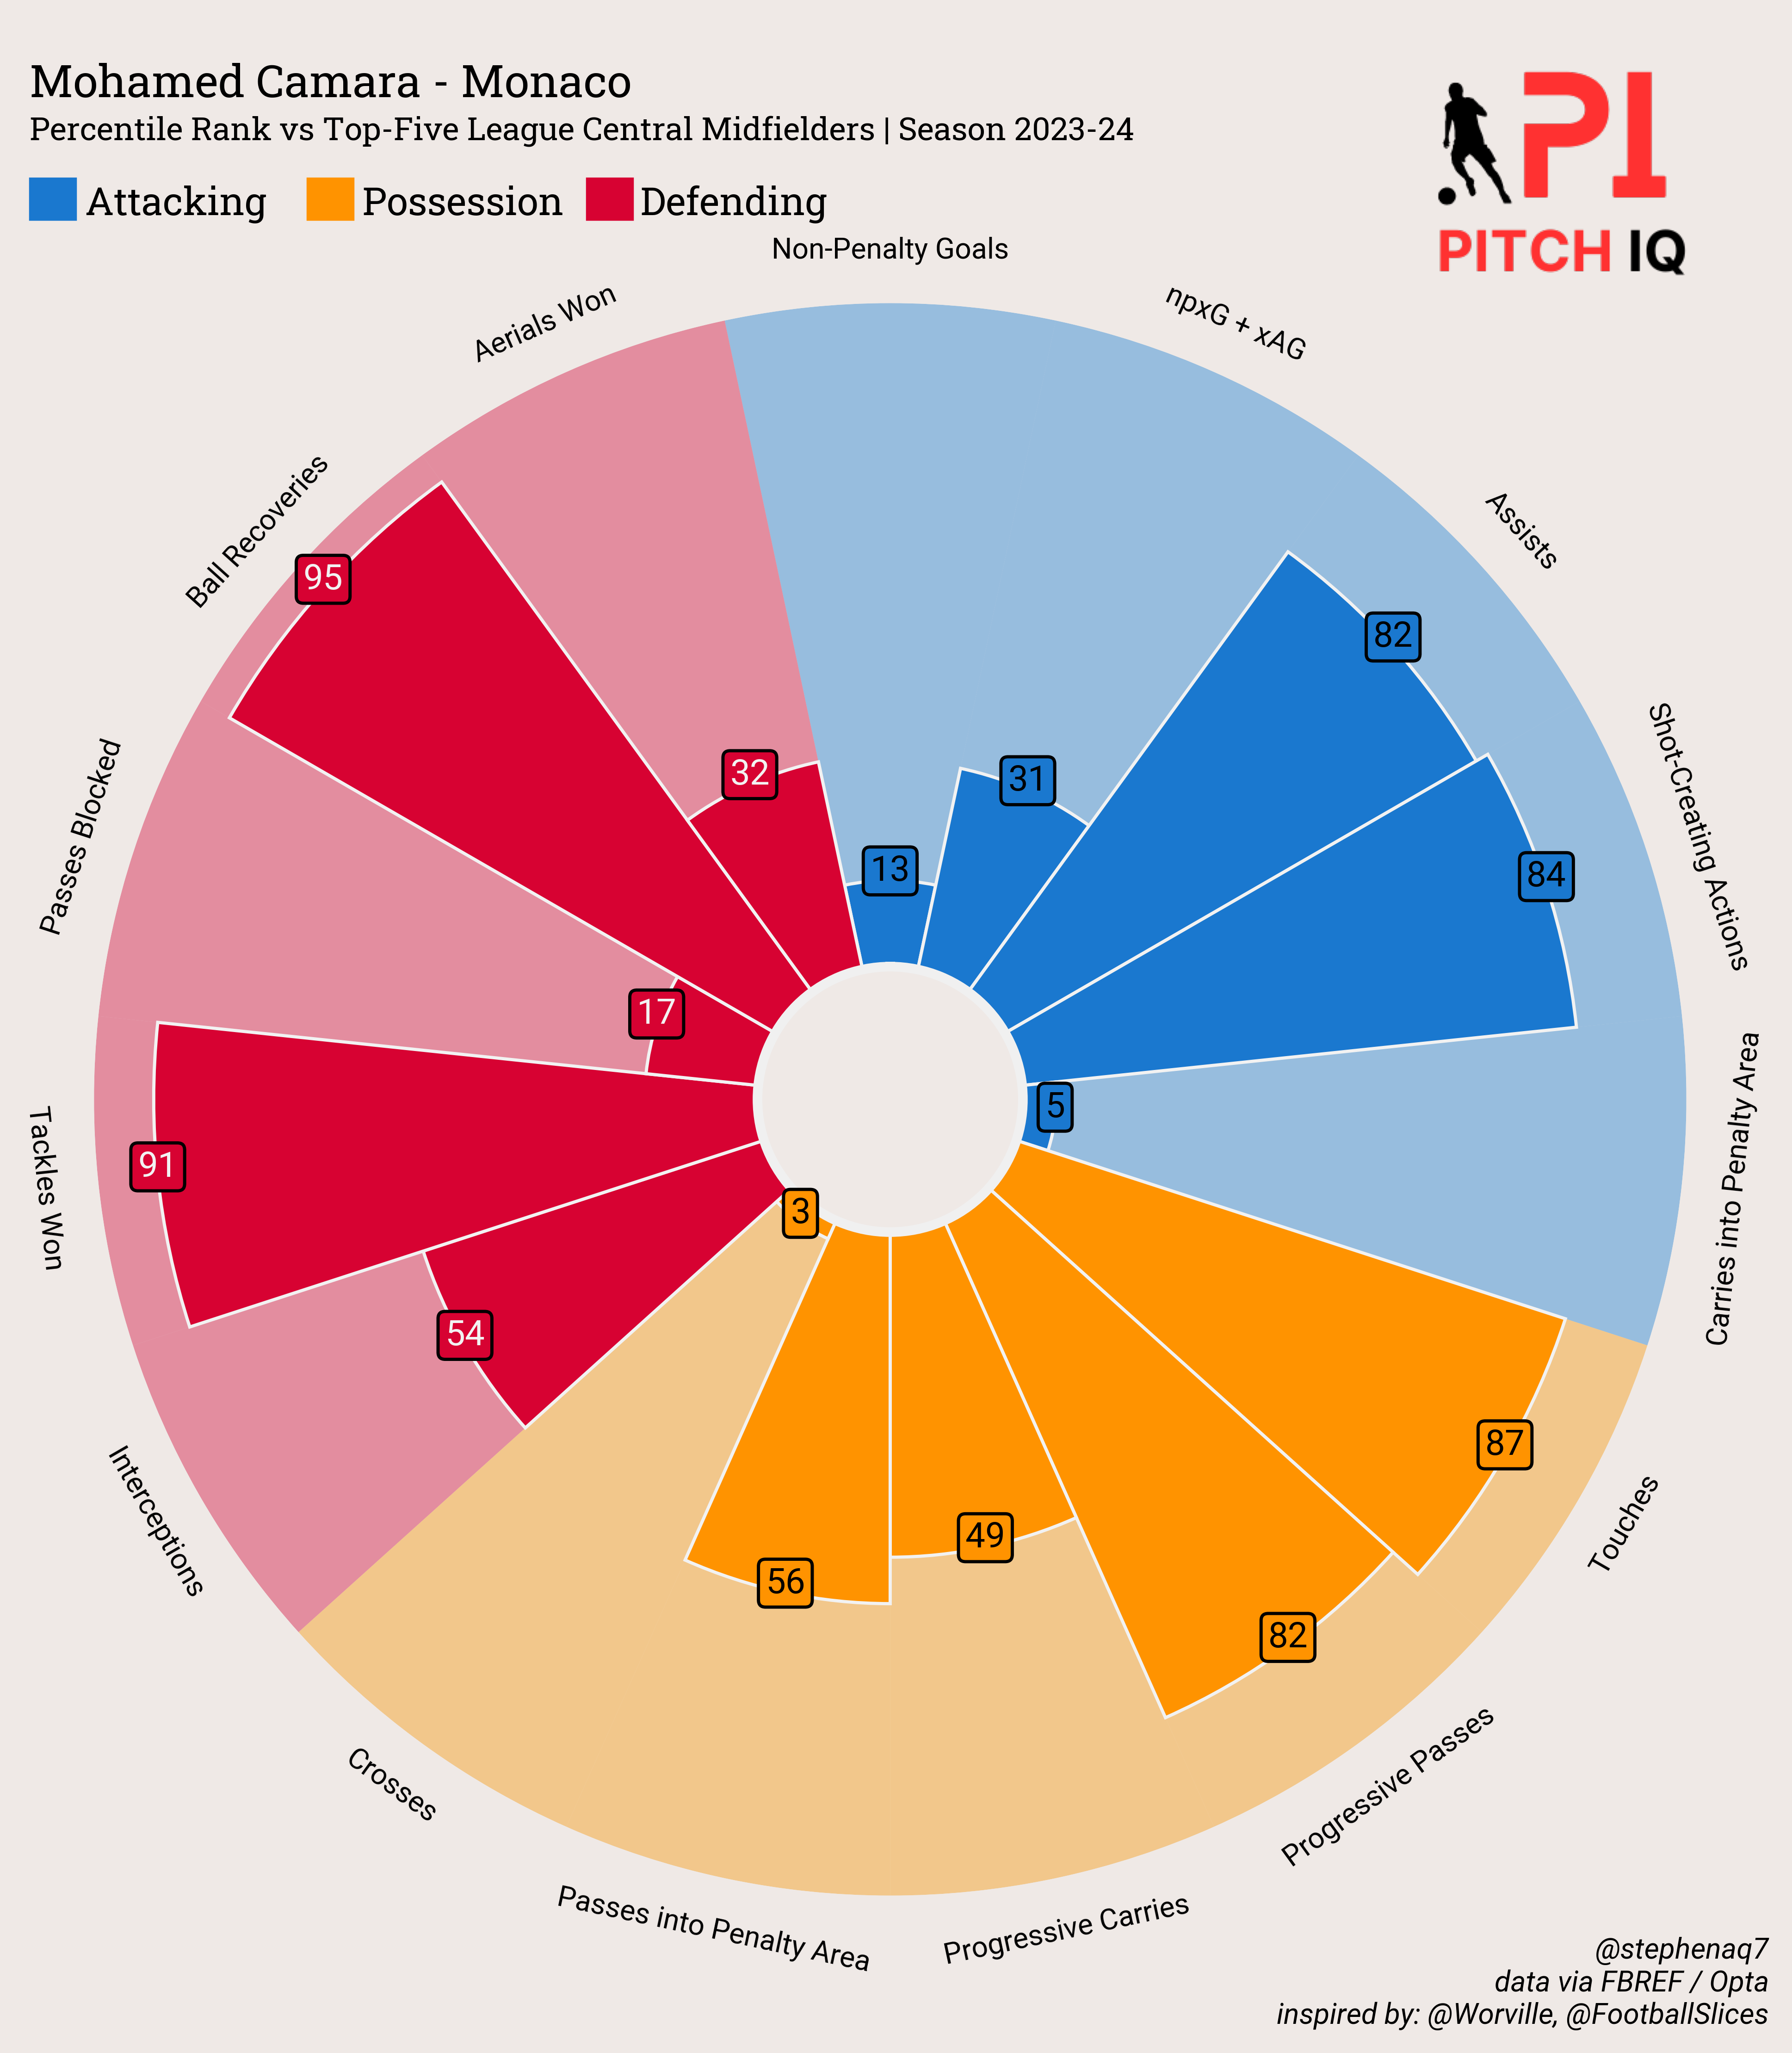 Mohamed Camara - Monaco
Percentile Rank vs Top-Five League Central Midfielders | Season 2023-24
Attacking
Possession
Defending
PI
PITCH IQ
Non-Penalty Goals
npxG + xAG
Assists
Shot-Creating Actions
Carries into Penalty Area
Touches
Progressive Passes
Progressive Carries
Passes into Penalty Area
Crosses
Interceptions
Tackles Won
Passes Blocked
Ball Recoveries
Aerials Won
13
31
82
84
5
87
82
49
56
3
54
91
17
95
32
@stephenaq7
data via FBREF / Opta
inspired by: @Worville, @FootballSlices